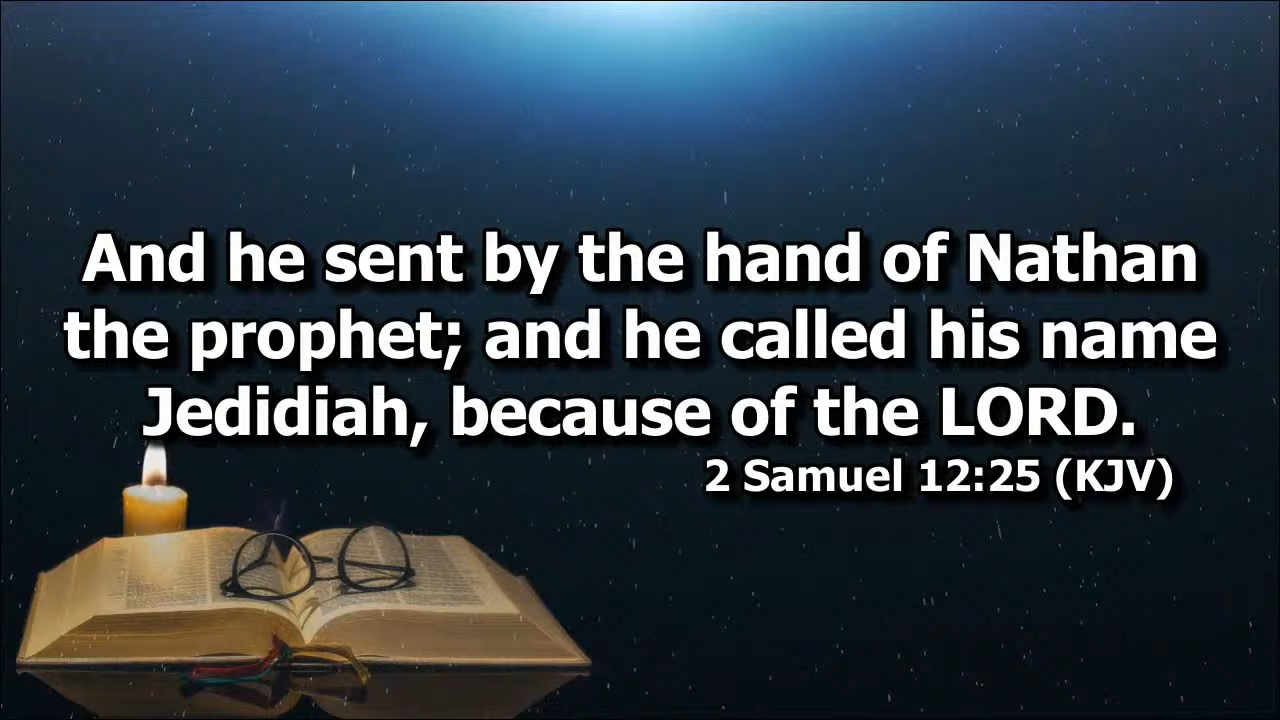 And he sent by the hand of Nathan
the prophet; and he called his name
Jedidiah, because of the LORD.
2 Samuel 12:25 (KJV)